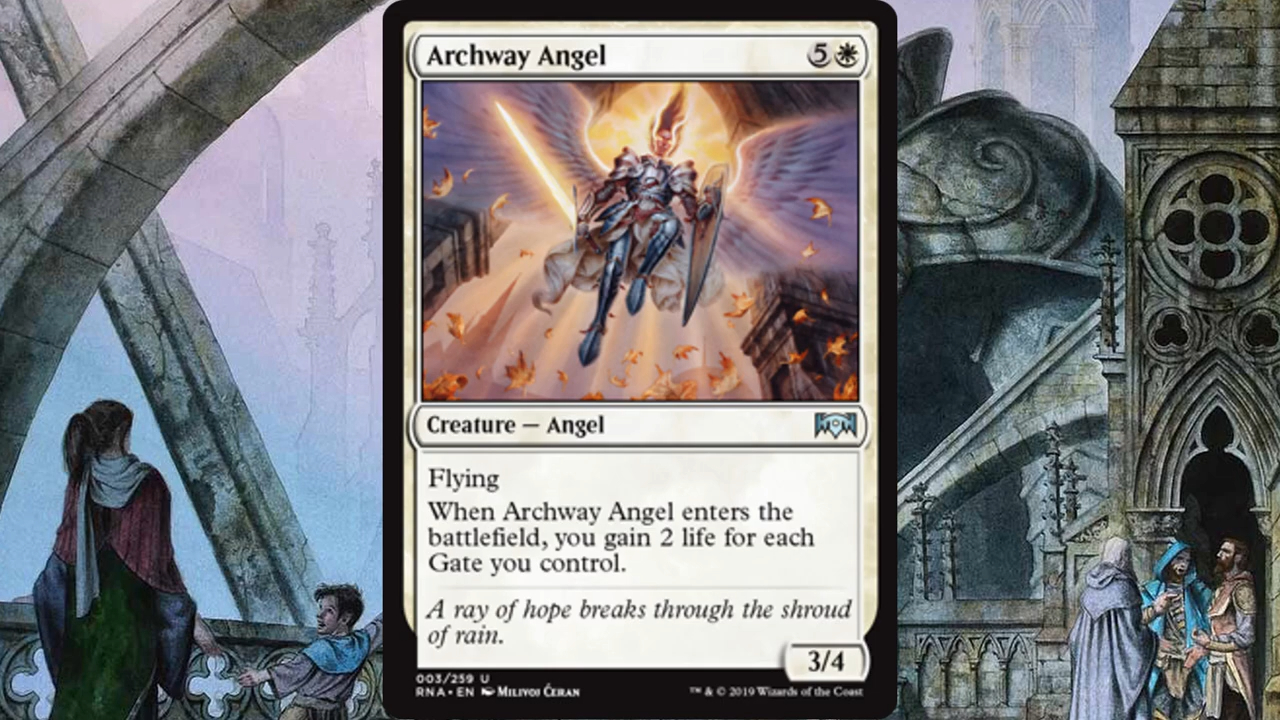 Archway Angel 5
Creature — Angel
Flying
When Archway Angel enters the
battlefield, you gain 2 life for each
Gate you control.
A ray of hope breaks through the shroud
of rain.
3/4
003/259 U
RNA • EN Milivoj Ćeran
™ & © 2019 Wizards of the Coast